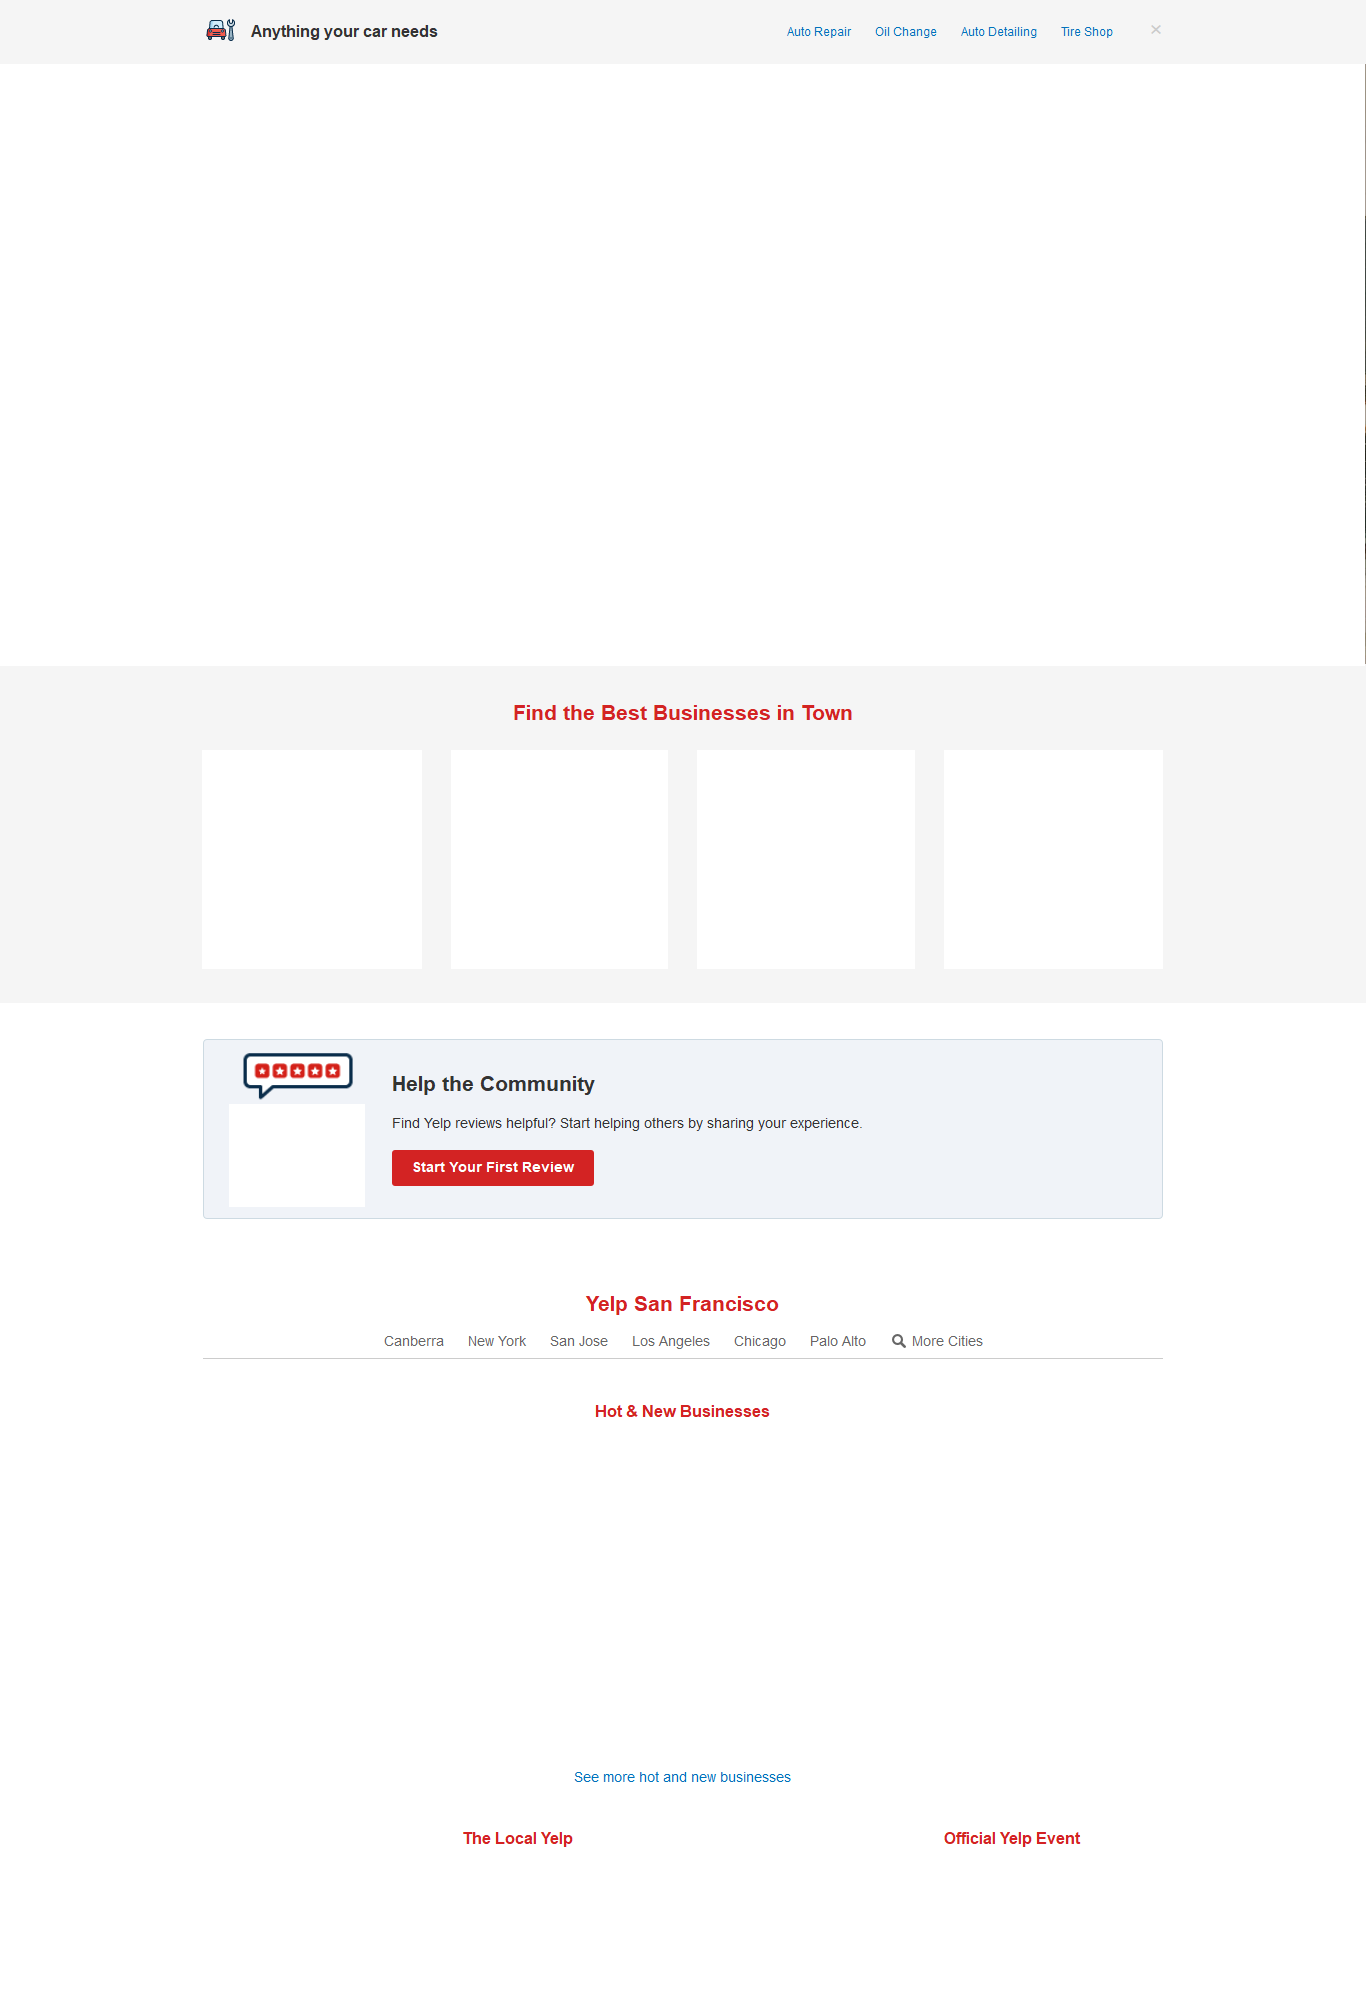 Anything your car needs
Auto Repair Oil Change Auto Detailing Tire Shop ×
Find the Best Businesses in Town
Help the Community
Find Yelp reviews helpful? Start helping others by sharing your experience.
Start Your First Review
Yelp San Francisco
Canberra New York San Jose Los Angeles Chicago Palo Alto More Cities
Hot & New Businesses
See more hot and new businesses
The Local Yelp
Official Yelp Event